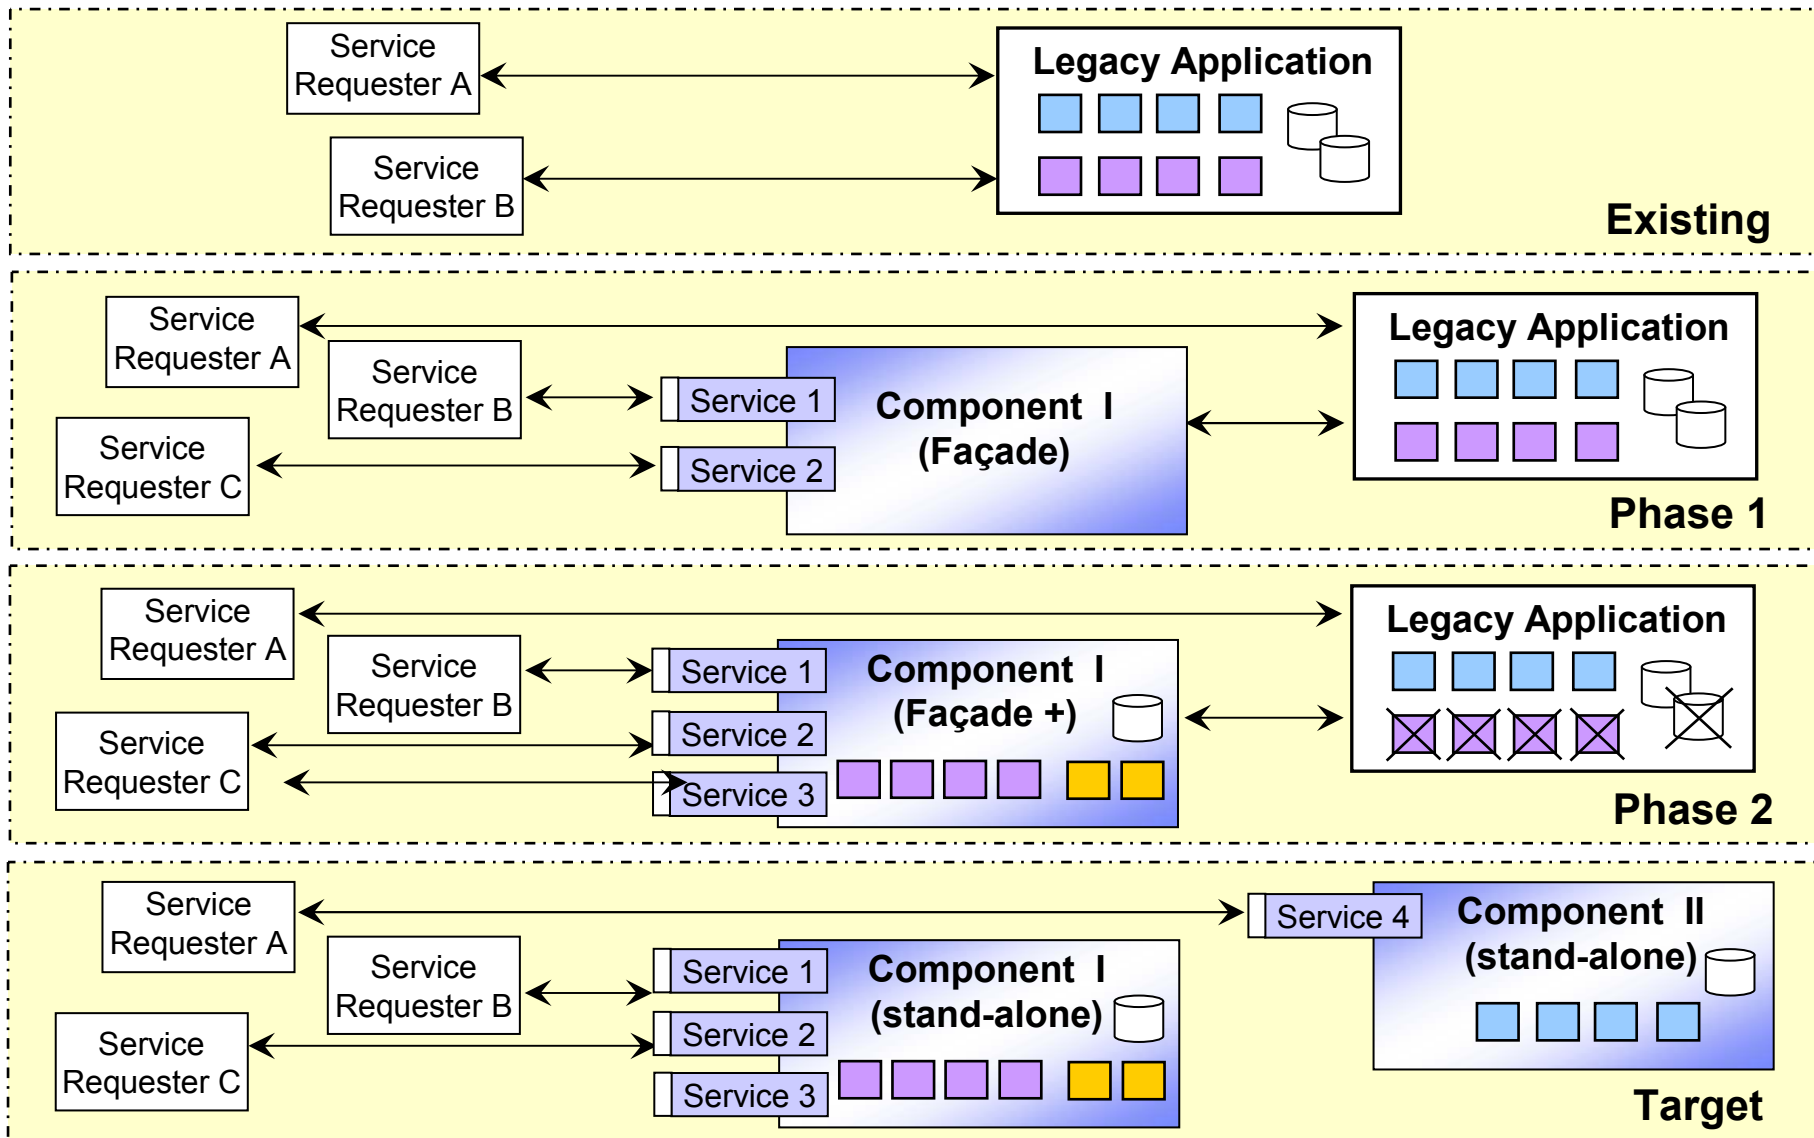 Service
Requester A
Legacy Application
Service
Requester B
Existing
Service
Requester A
Legacy Application
Service
Requester B
Service 1
Component I
(Façade)
Service
Requester C
Service 2
Phase 1
Service
Requester A
Legacy Application
Service
Requester B
Service 1
Component I
(Façade +)
Service
Requester C
Service 2
Service 3
Phase 2
Service
Requester A
Service 4
Component II
(stand-alone)
Service
Requester B
Service 1
Component I
(stand-alone)
Service
Requester C
Service 2
Service 3
Target